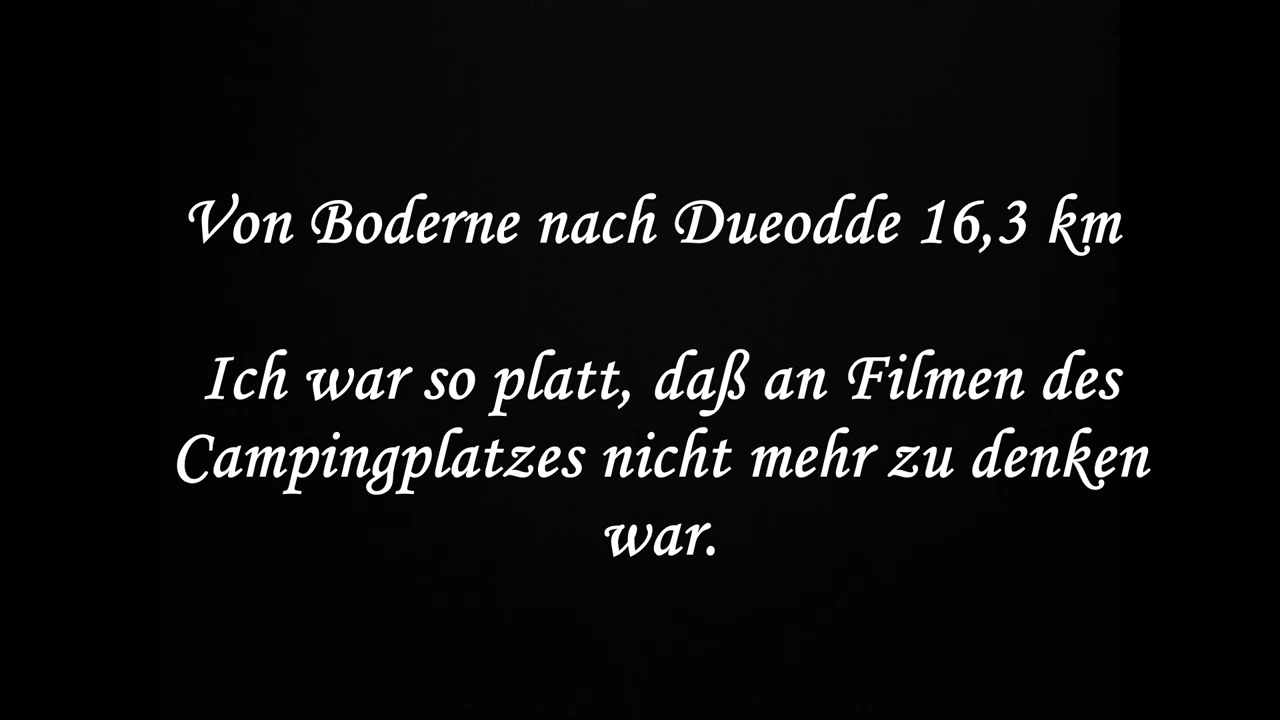 Von Boderne nach Dueodde 16,3 km
Ich war so platt, daß an Filmen des
Campingplatzes nicht mehr zu denken
war.